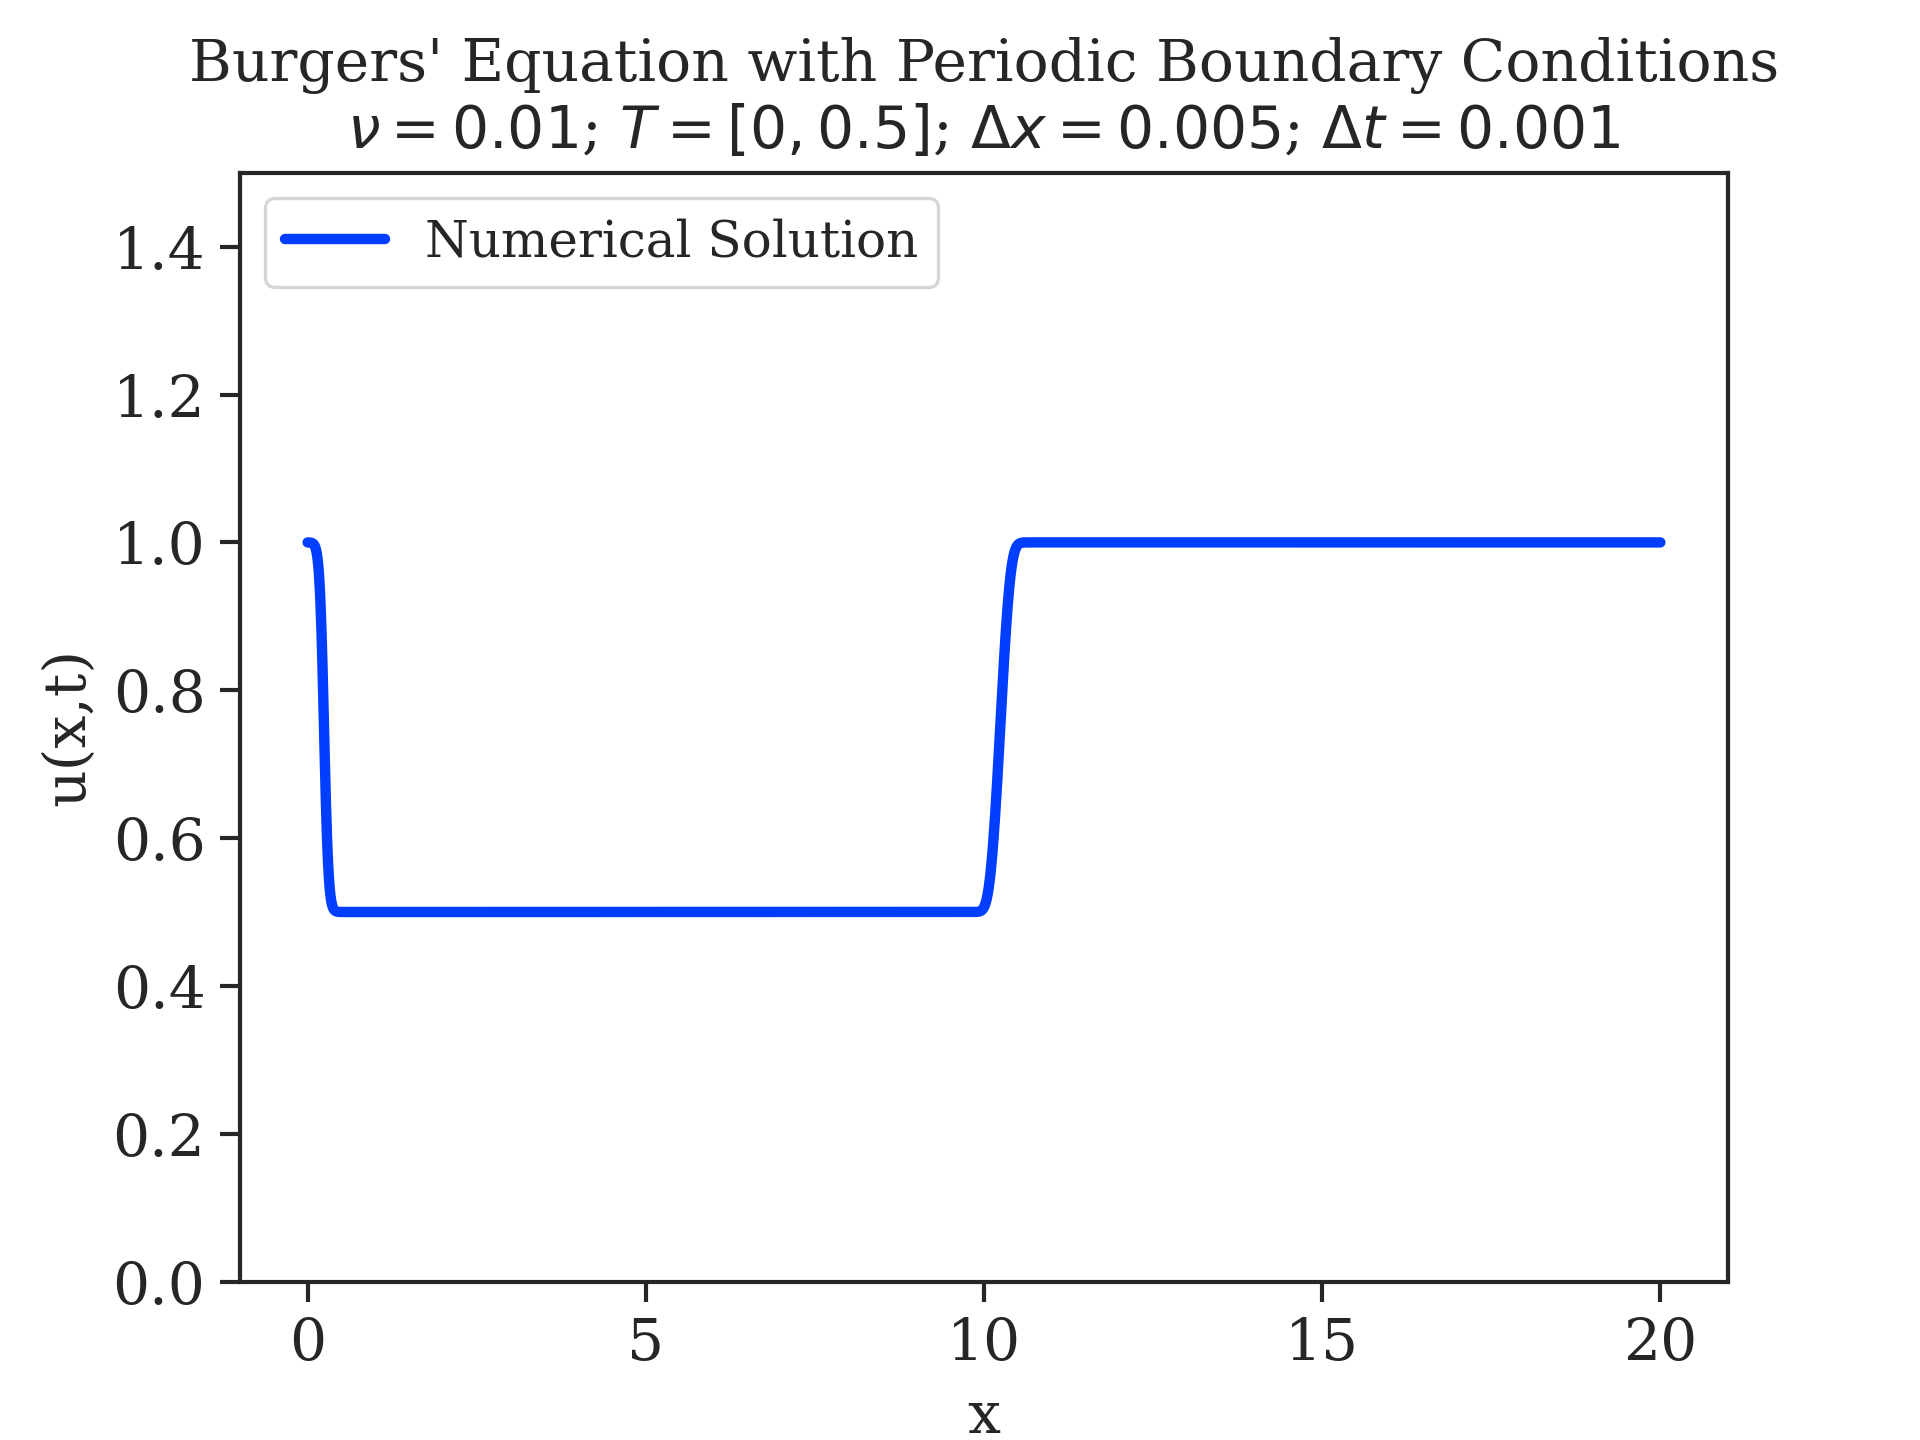 Burgers' Equation with Periodic Boundary Conditions
ν = 0.01; T = [0, 0.5]; Δx = 0.005; Δt = 0.001
Numerical Solution
1.4
1.2
1.0
0.8
0.6
0.4
0.2
0.0
u(x,t)
0 5 10 15 20
x